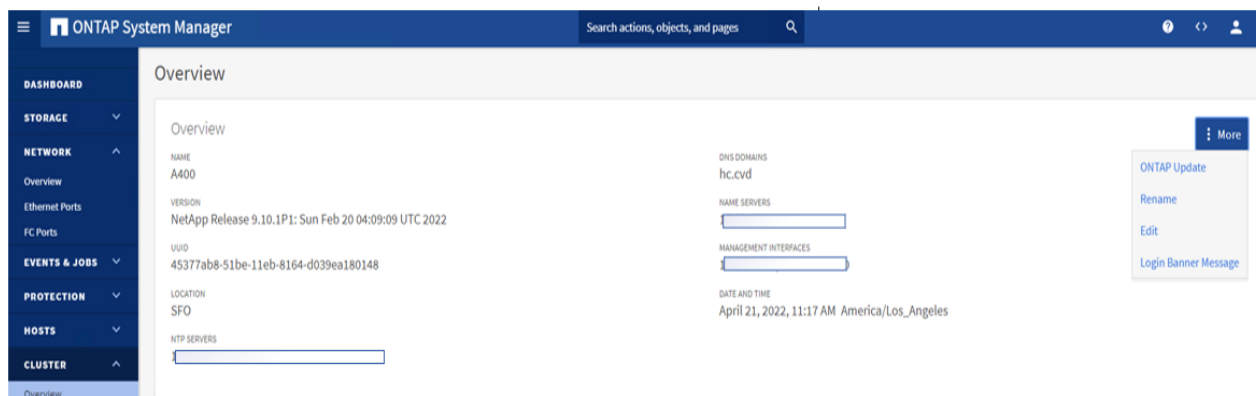 ONTAP System Manager
Search actions, objects, and pages
DASHBOARD
STORAGE
NETWORK
Overview
Ethernet Ports
FC Ports
EVENTS & JOBS
PROTECTION
HOSTS
CLUSTER
Overview
Overview
Overview
More
ONTAP Update
Rename
Edit
Login Banner Message
NAME
A400
VERSION
NetApp Release 9.10.1P1: Sun Feb 20 04:09:09 UTC 2022
UUID
45377ab8-51be-11eb-8164-d039ea180148
LOCATION
SFO
NTP SERVERS
DNS DOMAINS
hc.cvd
NAME SERVERS
MANAGEMENT INTERFACES
DATE AND TIME
April 21, 2022, 11:17 AM America/Los_Angeles